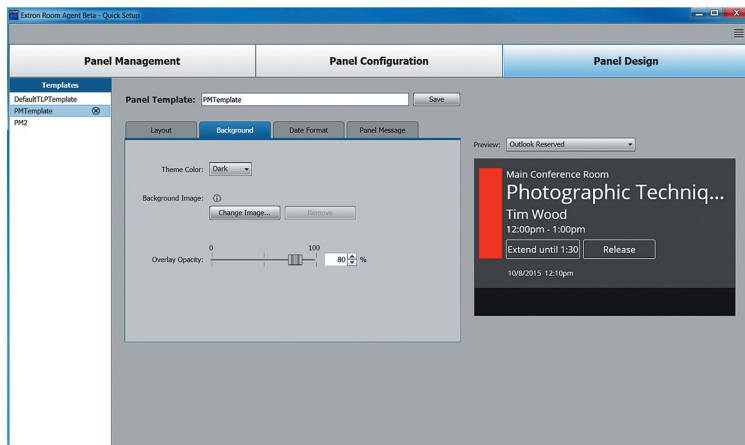 Extron Room Agent Beta - Quick Setup
Panel Management
Panel Configuration
Panel Design
Templates
DefaultTLPTemplate
PMTemplate
PM2
Panel Template: PMTemplate Save
Layout Background Date Format Panel Message
Theme Color: Dark
Background Image:
Change Image... Remove
0 100
Overlay Opacity: 80 %
Preview: Outlook Reserved
Main Conference Room
Photographic Techniq...
Tim Wood
12:00pm - 1:00pm
Extend until 1:30 Release
10/8/2015 12:10pm